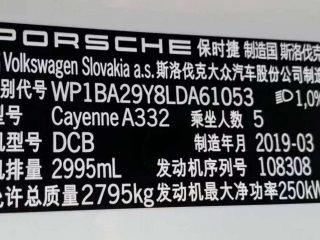 PORSCHE 保时捷 制造国 斯洛伐克
Volkswagen Slovakia a.s. 斯洛伐克大众汽车股份公司制造
别代号 WP1BA29Y8LDA61053 1,0%
型号 Cayenne A332 乘坐人数 5
机 DCB 制造年月 2019-03
排量 2995mL 发动机序列号 108308
允许总质量 2795kg 发动机最大净功率 250kW